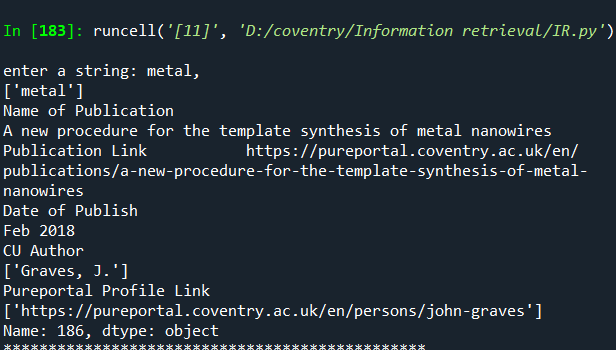 In [183]: runcell('[11]', 'D:/coventry/Information retrieval/IR.py')
enter a string: metal,
['metal']
Name of Publication
A new procedure for the template synthesis of metal nanowires
Publication Link           https://pureportal.coventry.ac.uk/en/
publications/a-new-procedure-for-the-template-synthesis-of-metal-
nanowires
Date of Publish
Feb 2018
CU Author
['Graves, J.']
Pureportal Profile Link
['https://pureportal.coventry.ac.uk/en/persons/john-graves']
Name: 186, dtype: object
***********************************************